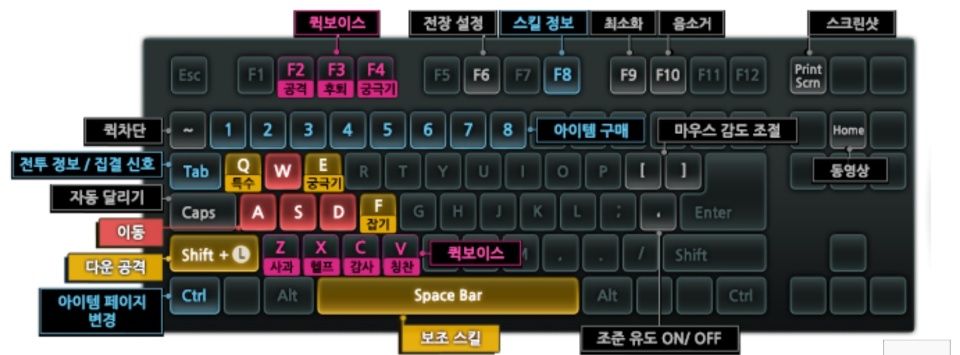 퀵보이스 전장 설정 스킬 정보 최소화 음소거 스크린샷
Esc F1 F2 F3 F4 F5 F6 F7 F8 F9 F10 F11 F12 Print Scrn
공격 후퇴 궁극기
퀵차단 ~ 1 2 3 4 5 6 7 8 아이템 구매 마우스 감도 조절 Home
전투 정보 / 집결 신호 Tab Q W E R T Y U I O P [ ] 동영상
특수 궁극기
자동 달리기 Caps A S D F G H J K L ; , Enter
잡기
이동
다운 공격 Shift + L Z X C V 퀵보이스 M , . / Shift
사과 헬프 감사 칭찬
아이템 페이지
변경
Ctrl Alt Space Bar Alt Ctrl
보조 스킬 조준 유도 ON/ OFF